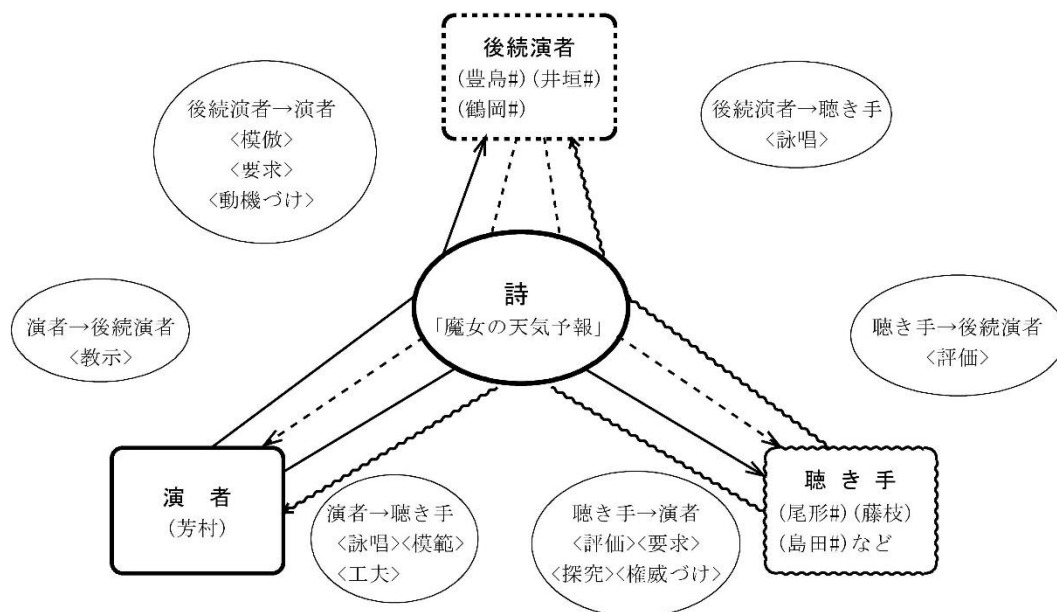 後続演者
(豊島#)(井垣#)
(鶴岡#)
後続演者→演者
<模倣>
<要求>
<動機づけ>
後続演者→聴き手
<詠唱>
詩
「魔女の天気予報」
演者→後続演者
<教示>
聴き手→後続演者
<評価>
演 者
(芳村)
演者→聴き手
<詠唱><模範>
<工夫>
聴き手→演者
<評価><要求>
<探究><権威づけ>
聴 き 手
(尾形#)(藤枝)
(島田#)など